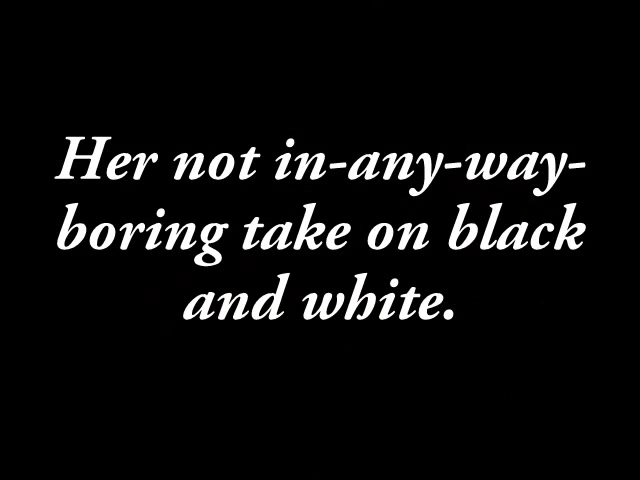 Her not in-any-way-
boring take on black
and white.